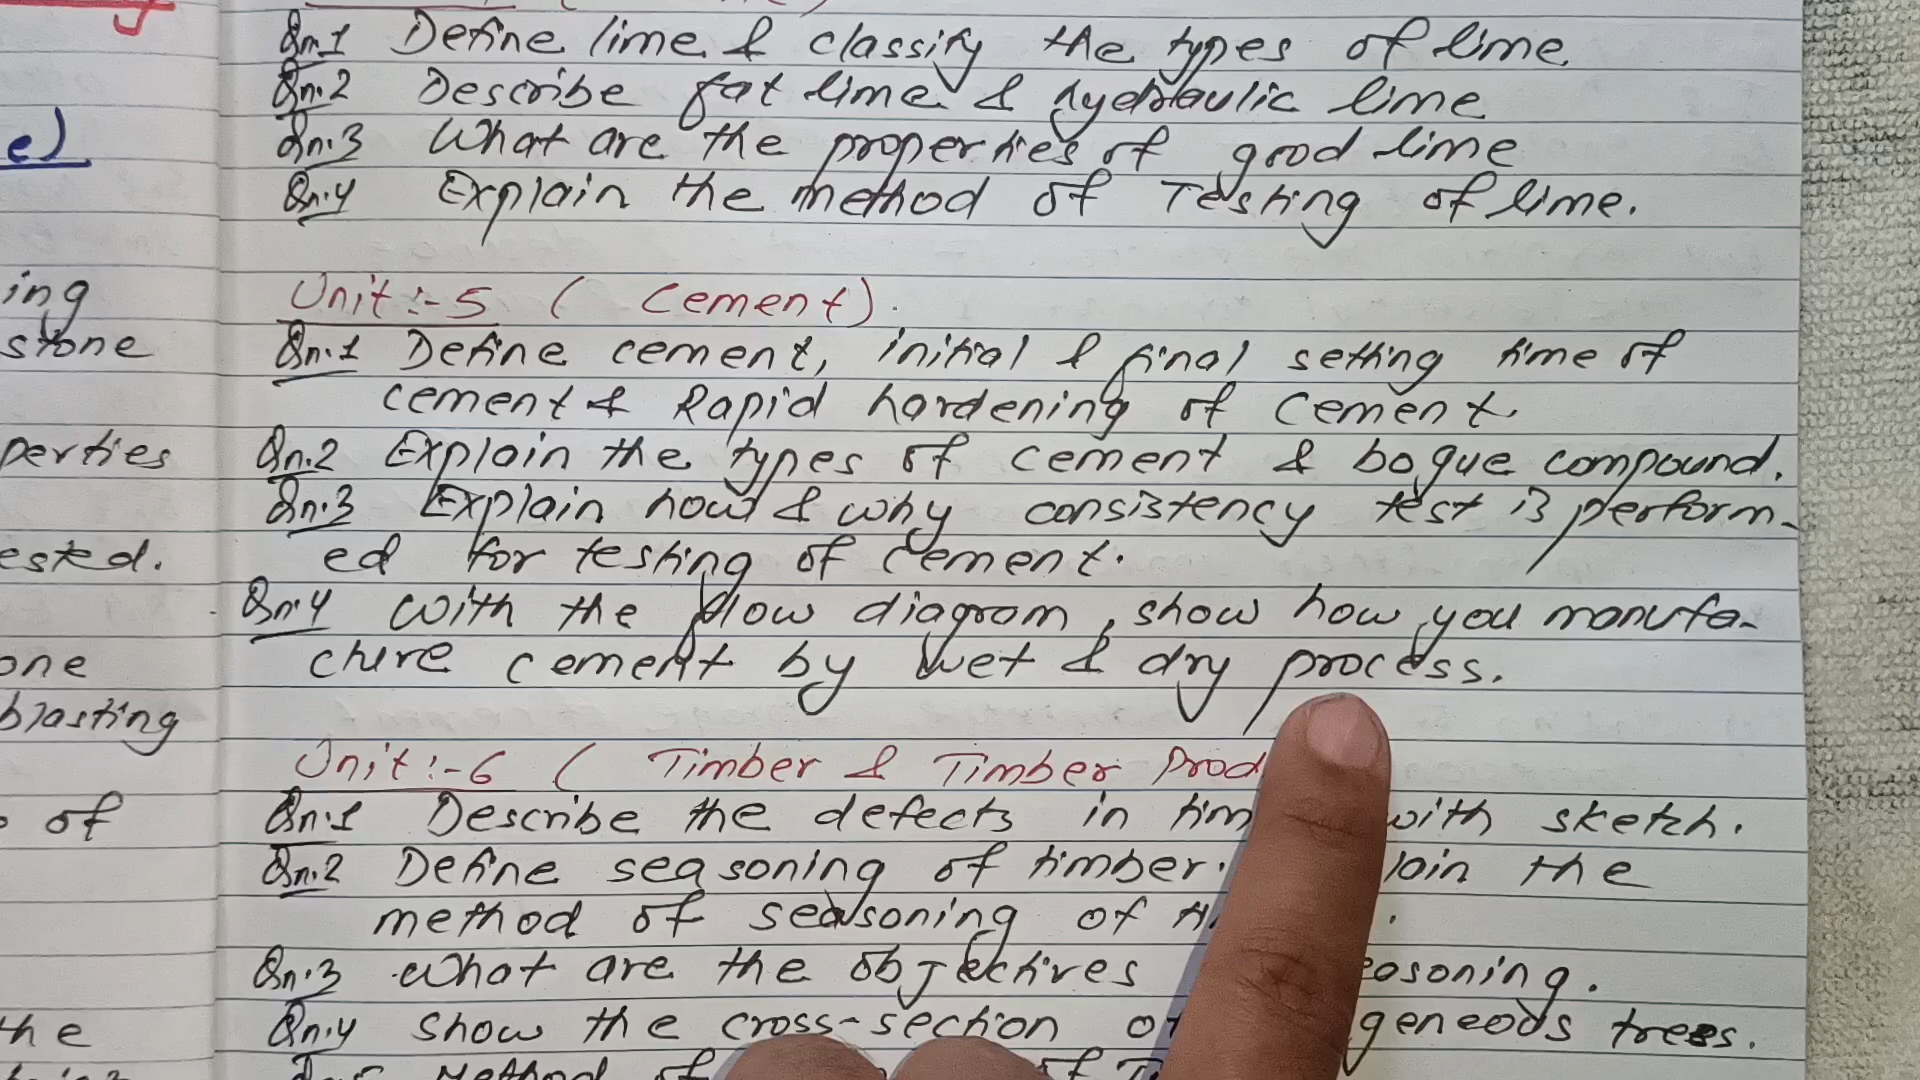 e)
ing
stone
perties
ested.
one
blasting
of
the
Qn.1 Define lime & classify the types of lime.
Qn.2 Describe fat lime & hydraulic lime
Qn.3 What are the properties of good lime
Qn.4 Explain the method of Testing of lime.
Unit:-5 ( Cement).
Qn.1 Define cement, initial & final setting time of
cement & Rapid hardening of cement.
Qn.2 Explain the types of cement & bogue compound.
Qn.3 Explain how & why consistency test is perform-
ed for testing of cement.
Qn.4 With the flow diagram, show how you manufa-
cture cement by wet & dry process.
Unit:-6 ( Timber & Timber Prod
Qn.1 Describe the defects in tim with sketch.
Qn.2 Define seasoning of timber. lain the
method of seasoning of ti .
Qn.3 What are the objectives easoning.
Qn.4 show the cross-section of geneous trees.
Method of of